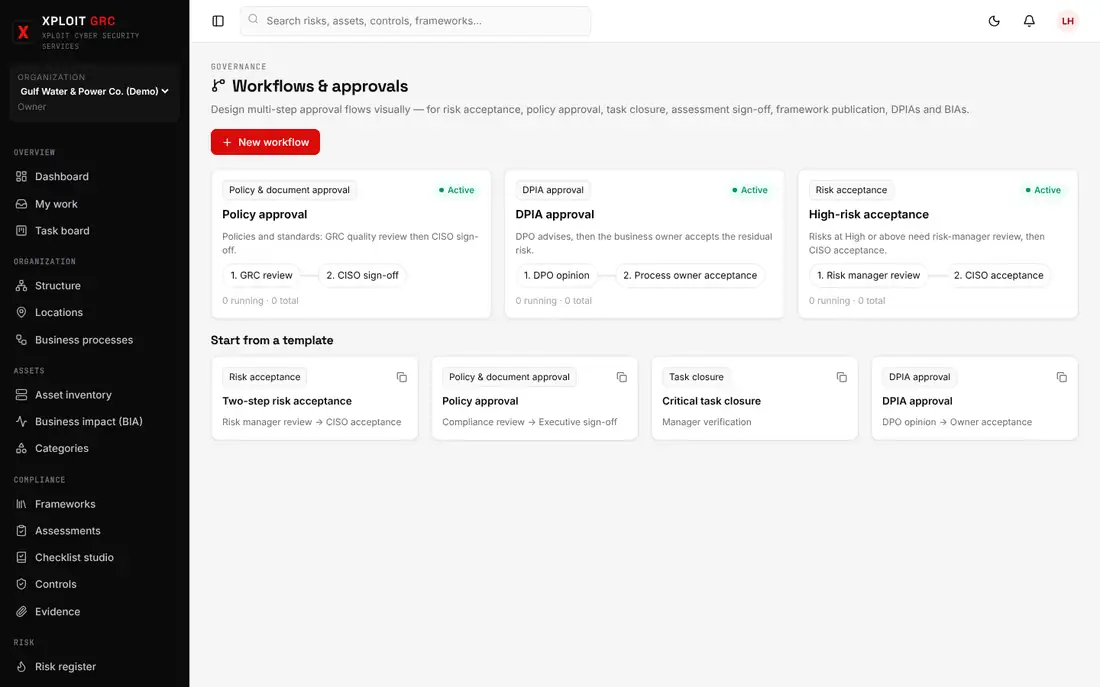 XPLOIT GRC
XPLOIT CYBER SECURITY
SERVICES
ORGANIZATION
Gulf Water & Power Co. (Demo)
Owner
OVERVIEW
Dashboard
My work
Task board
ORGANIZATION
Structure
Locations
Business processes
ASSETS
Asset inventory
Business impact (BIA)
Categories
COMPLIANCE
Frameworks
Assessments
Checklist studio
Controls
Evidence
RISK
Risk register
Search risks, assets, controls, frameworks...
LH
GOVERNANCE
Workflows & approvals
Design multi-step approval flows visually — for risk acceptance, policy approval, task closure, assessment sign-off, framework publication, DPIAs and BIAs.
+ New workflow
Policy & document approval
Active
Policy approval
Policies and standards: GRC quality review then CISO sign-
off.
1. GRC review
2. CISO sign-off
0 running · 0 total
DPIA approval
Active
DPIA approval
DPO advises, then the business owner accepts the residual
risk.
1. DPO opinion
2. Process owner acceptance
0 running · 0 total
Risk acceptance
Active
High-risk acceptance
Risks at High or above need risk-manager review, then
CISO acceptance.
1. Risk manager review
2. CISO acceptance
0 running · 0 total
Start from a template
Risk acceptance
Two-step risk acceptance
Risk manager review → CISO acceptance
Policy & document approval
Policy approval
Compliance review → Executive sign-off
Task closure
Critical task closure
Manager verification
DPIA approval
DPIA approval
DPO opinion → Owner acceptance